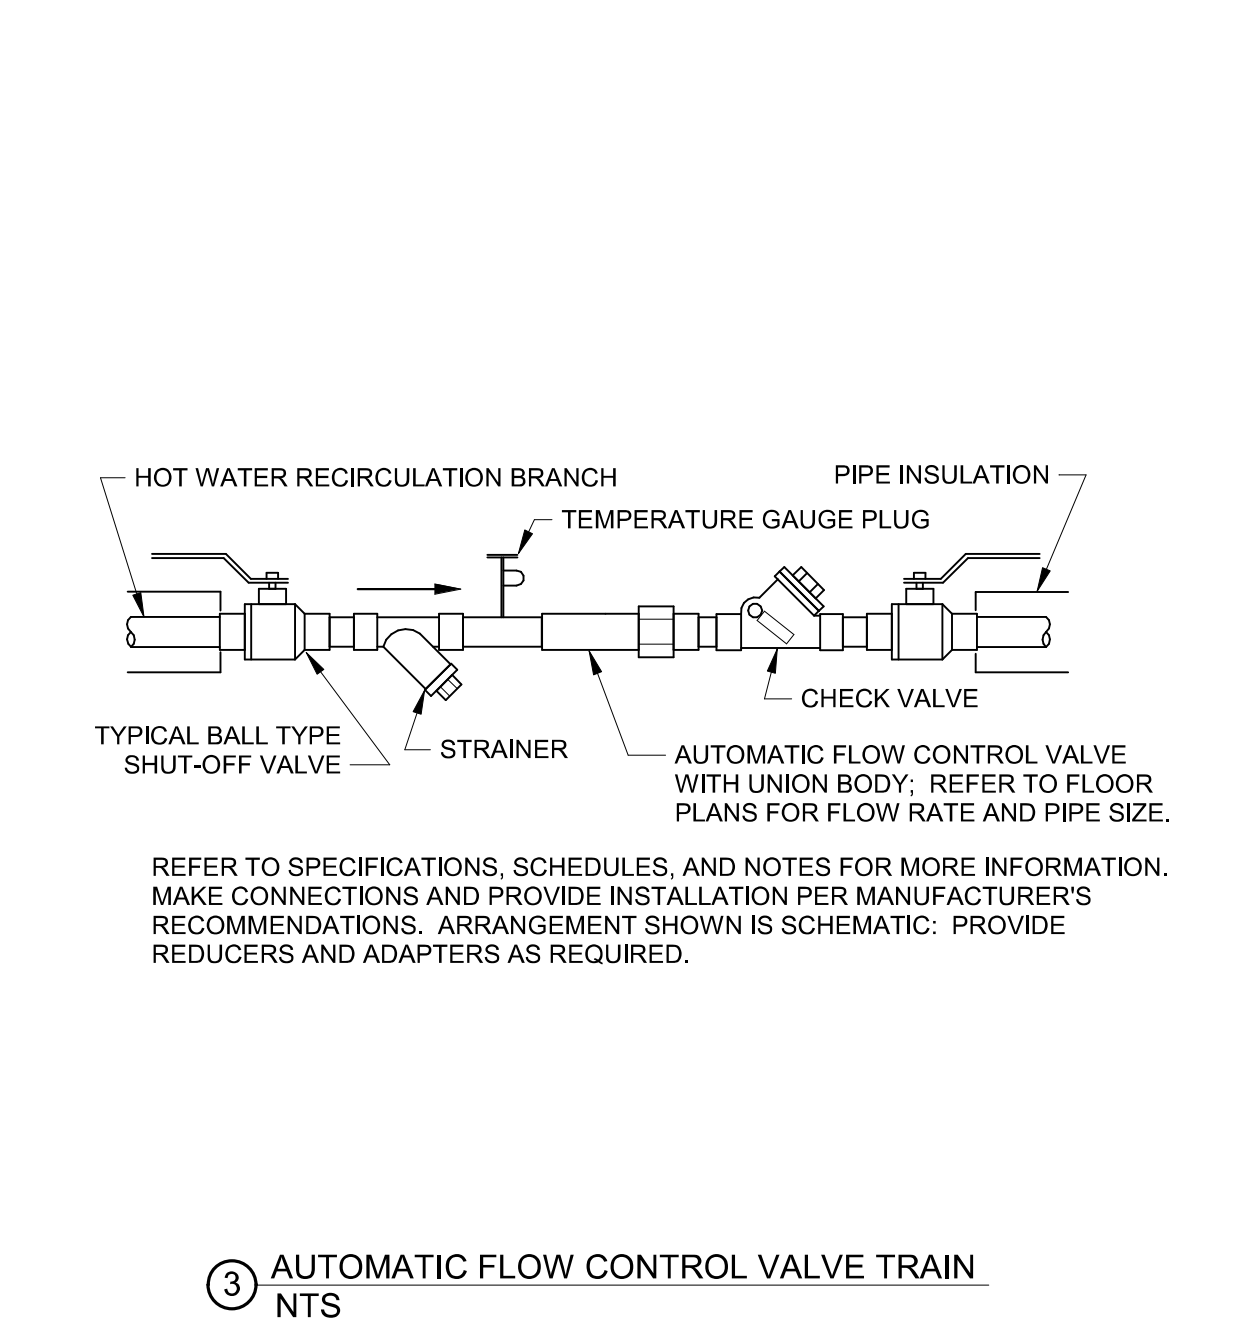 HOT WATER RECIRCULATION BRANCH
PIPE INSULATION
TEMPERATURE GAUGE PLUG
CHECK VALVE
TYPICAL BALL TYPE
SHUT-OFF VALVE
STRAINER
AUTOMATIC FLOW CONTROL VALVE
WITH UNION BODY; REFER TO FLOOR
PLANS FOR FLOW RATE AND PIPE SIZE.
REFER TO SPECIFICATIONS, SCHEDULES, AND NOTES FOR MORE INFORMATION.
MAKE CONNECTIONS AND PROVIDE INSTALLATION PER MANUFACTURER'S
RECOMMENDATIONS. ARRANGEMENT SHOWN IS SCHEMATIC: PROVIDE
REDUCERS AND ADAPTERS AS REQUIRED.
3 AUTOMATIC FLOW CONTROL VALVE TRAIN
NTS